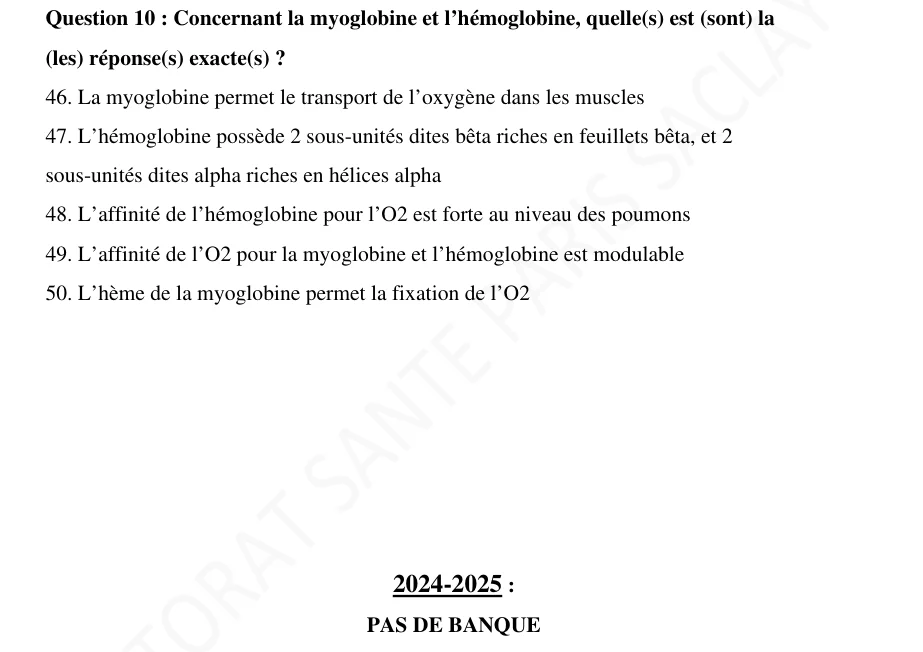 Question 10 : Concernant la myoglobine et l’hémoglobine, quelle(s) est (sont) la
(les) réponse(s) exacte(s) ?
46. La myoglobine permet le transport de l’oxygène dans les muscles
47. L’hémoglobine possède 2 sous-unités dites bêta riches en feuillets bêta, et 2
sous-unités dites alpha riches en hélices alpha
48. L’affinité de l’hémoglobine pour l’O2 est forte au niveau des poumons
49. L’affinité de l’O2 pour la myoglobine et l’hémoglobine est modulable
50. L’hème de la myoglobine permet la fixation de l’O2
TORAT SANTE PARIS SACLAY
2024-2025 :
PAS DE BANQUE